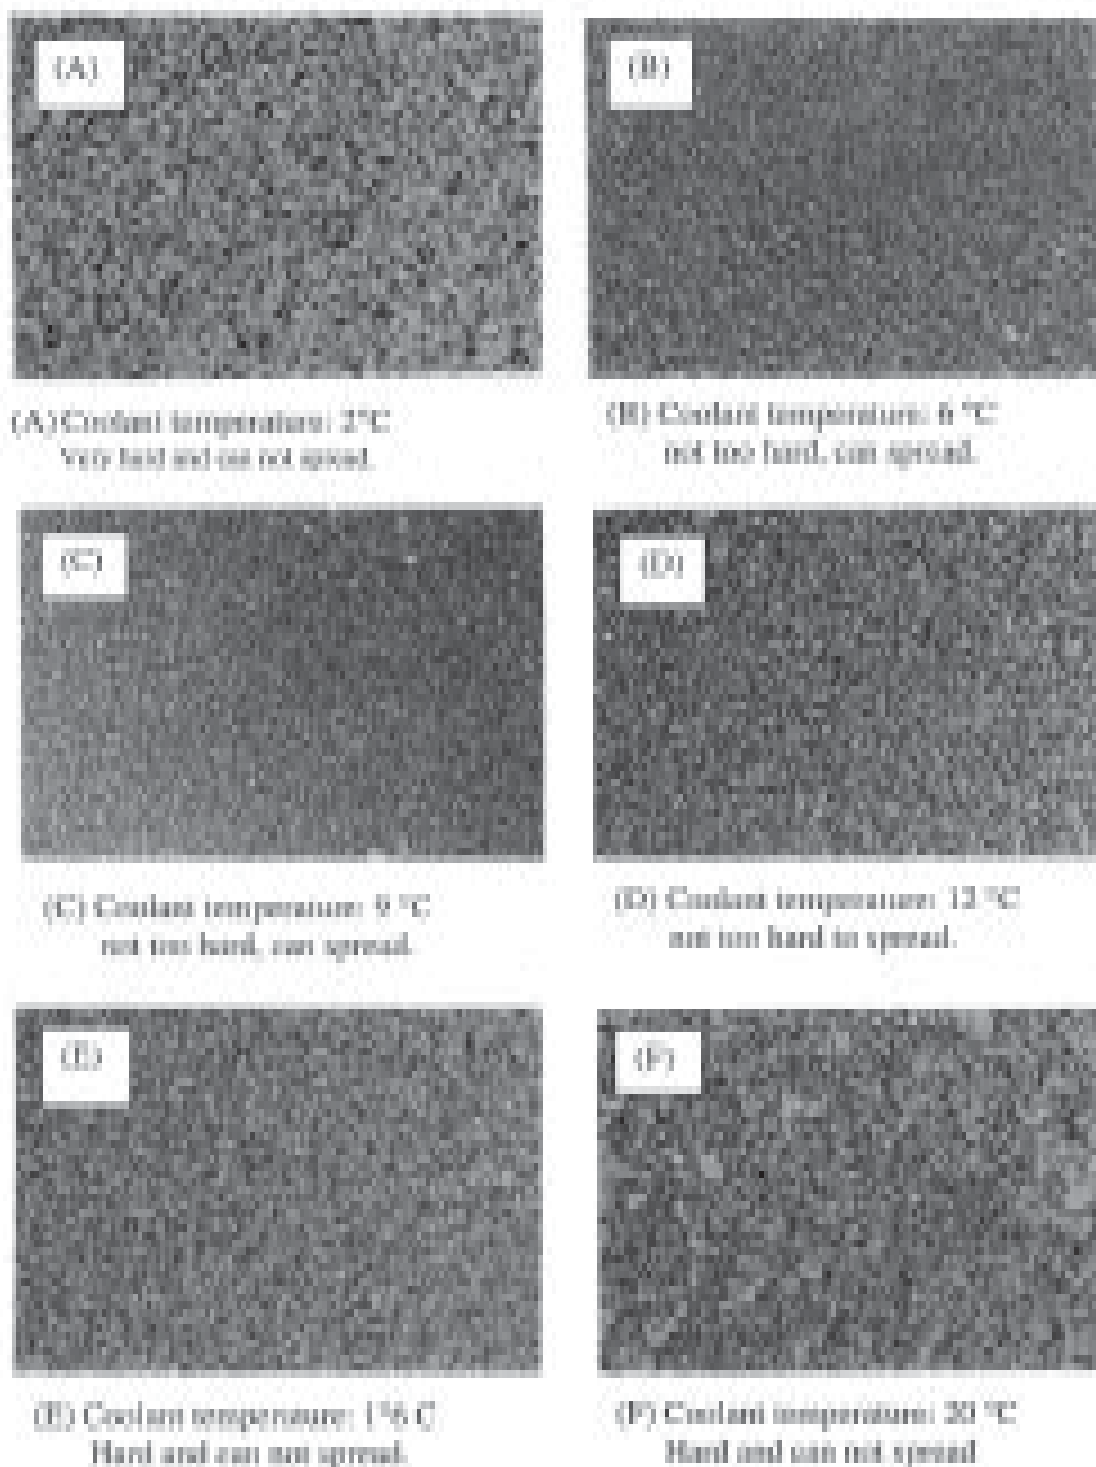 (A)
(B)
(A) Coolant temperature: 2°C
Very hard and can not spread.
(B) Coolant temperature: 6 °C
not too hard, can spread.
(C)
(D)
(C) Coolant temperature: 9 °C
not too hard, can spread.
(D) Coolant temperature: 12 °C
not too hard to spread.
(E)
(F)
(E) Coolant temperature: 1°6 C
Hard and can not spread.
(F) Coolant temperature: 20 °C
Hard and can not spread